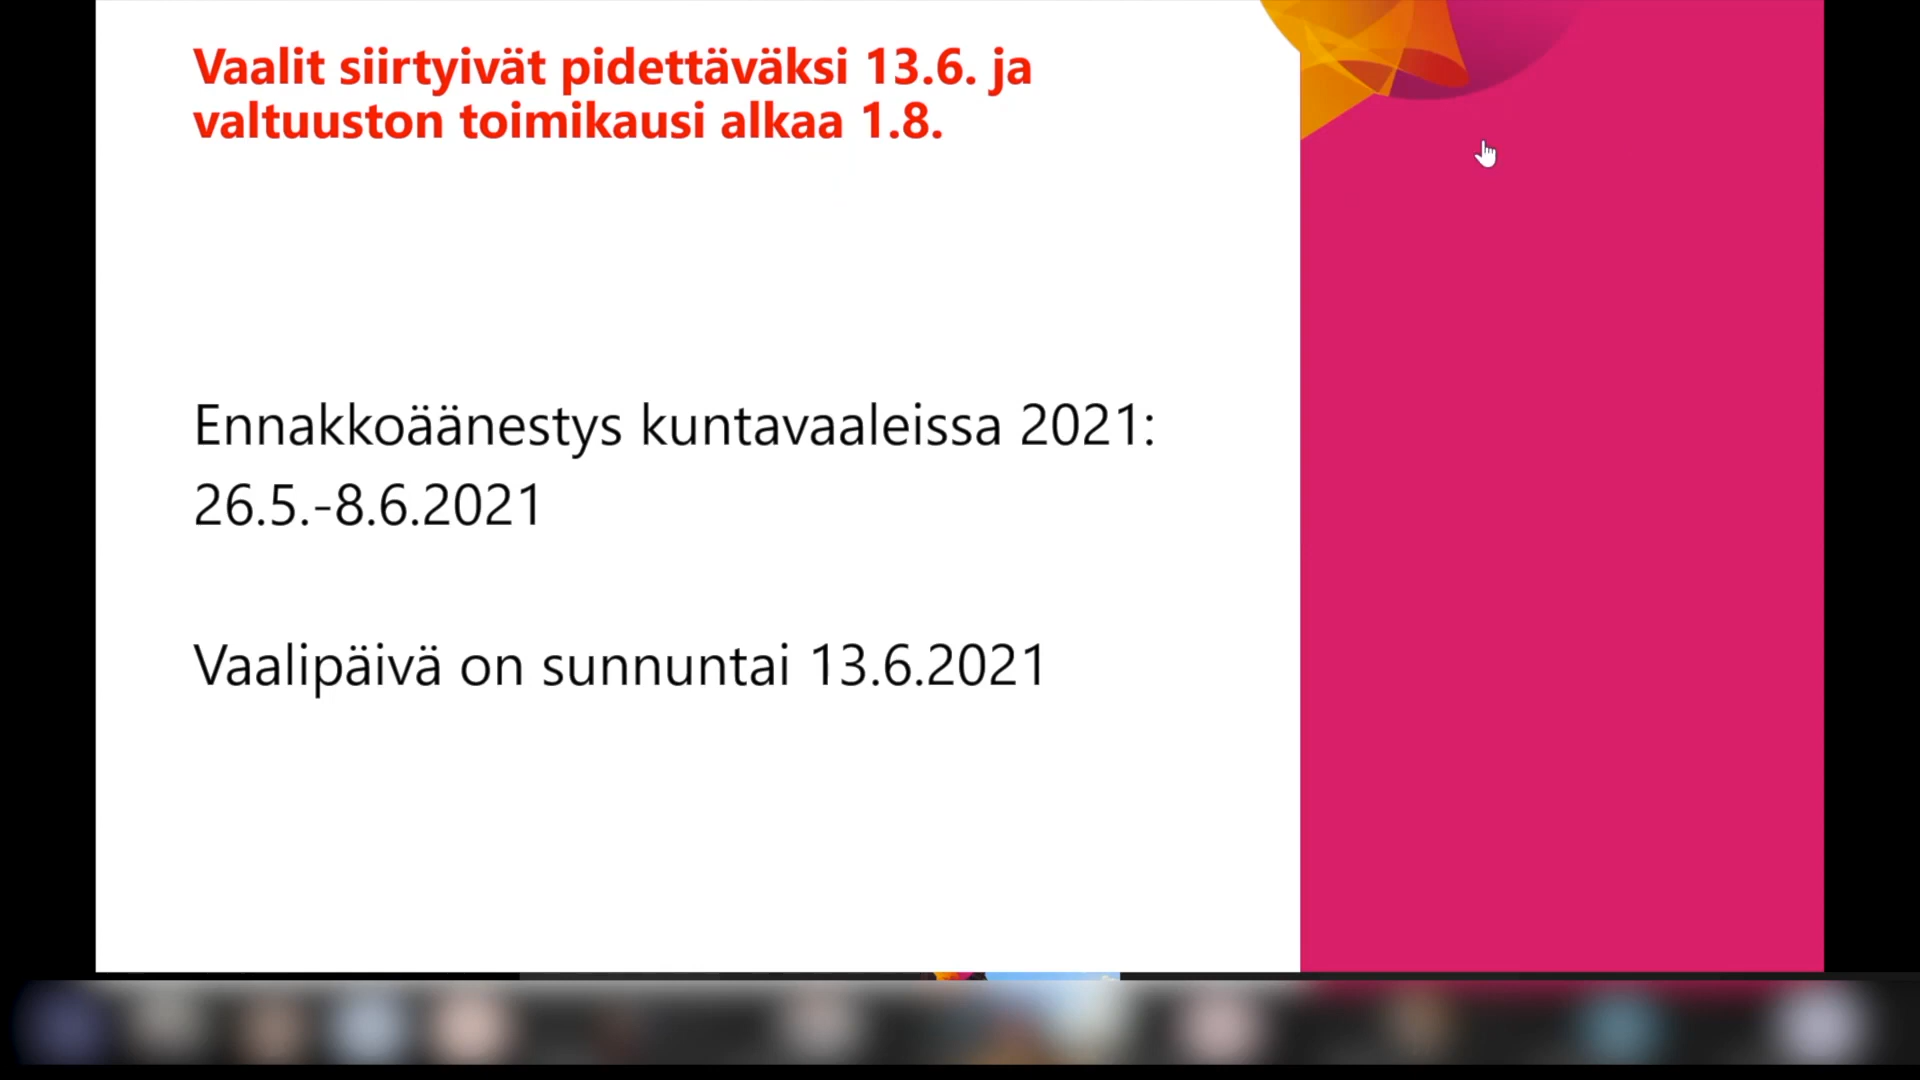 Vaalit siirtyivät pidettäväksi 13.6. ja
valtuuston toimikausi alkaa 1.8.
Ennakkoäänestys kuntavaaleissa 2021:
26.5.-8.6.2021
Vaalipäivä on sunnuntai 13.6.2021